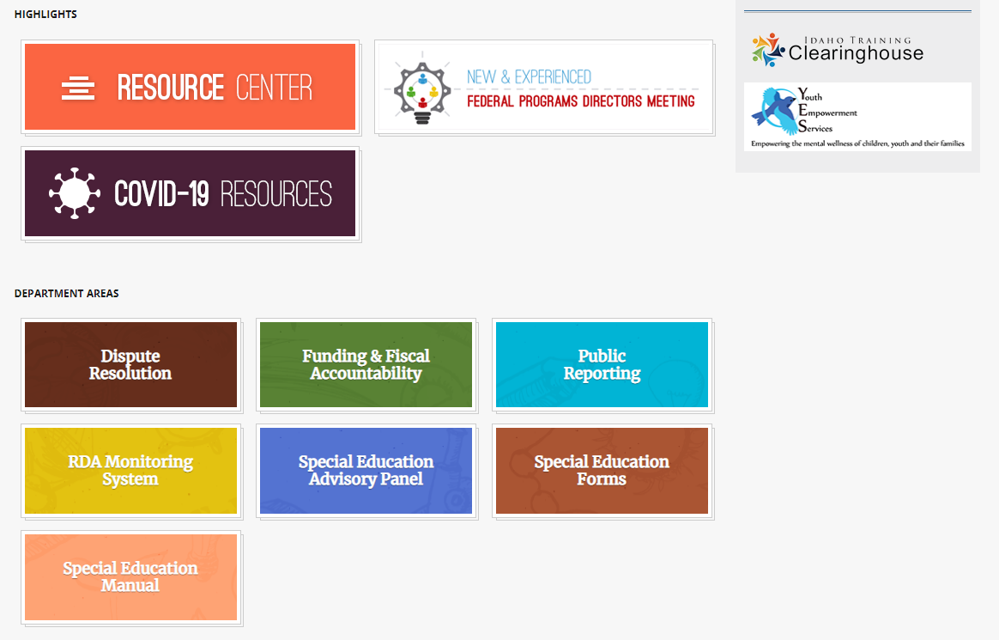 HIGHLIGHTS
RESOURCE CENTER
NEW & EXPERIENCED
FEDERAL PROGRAMS DIRECTORS MEETING
COVID-19 RESOURCES
IDAHO TRAINING
Clearinghouse
Youth
Empowerment
Services
Empowering the mental wellness of children, youth and their families
DEPARTMENT AREAS
Dispute
Resolution
Funding & Fiscal
Accountability
Public
Reporting
RDA Monitoring
System
Special Education
Advisory Panel
Special Education
Forms
Special Education
Manual